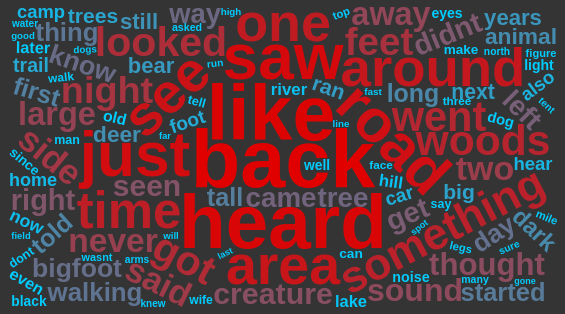 high
top
camp trees still way one away eyes years
water thing asked looked didnt animal
good later dogs know saw feet make north figure
trail walk bear see run around light
first night river ran long next also
large tell like fast three left tent
old foot road went dog
man deer far line woods
since side just back well face two hear
home seen hill big
right tall cametree car get say something
now told time heard spot day dark mile
field never will legs sure
dont wasnt got last area can thought
even bigfoot arms said noise many gone
black walking knew wife creature lake sound started